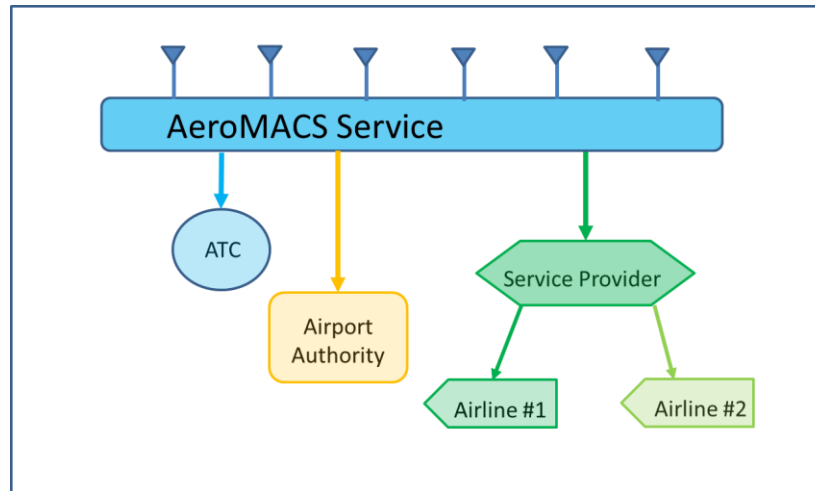 AeroMACS Service
ATC
Service Provider
Airport
Authority
Airline #1
Airline #2